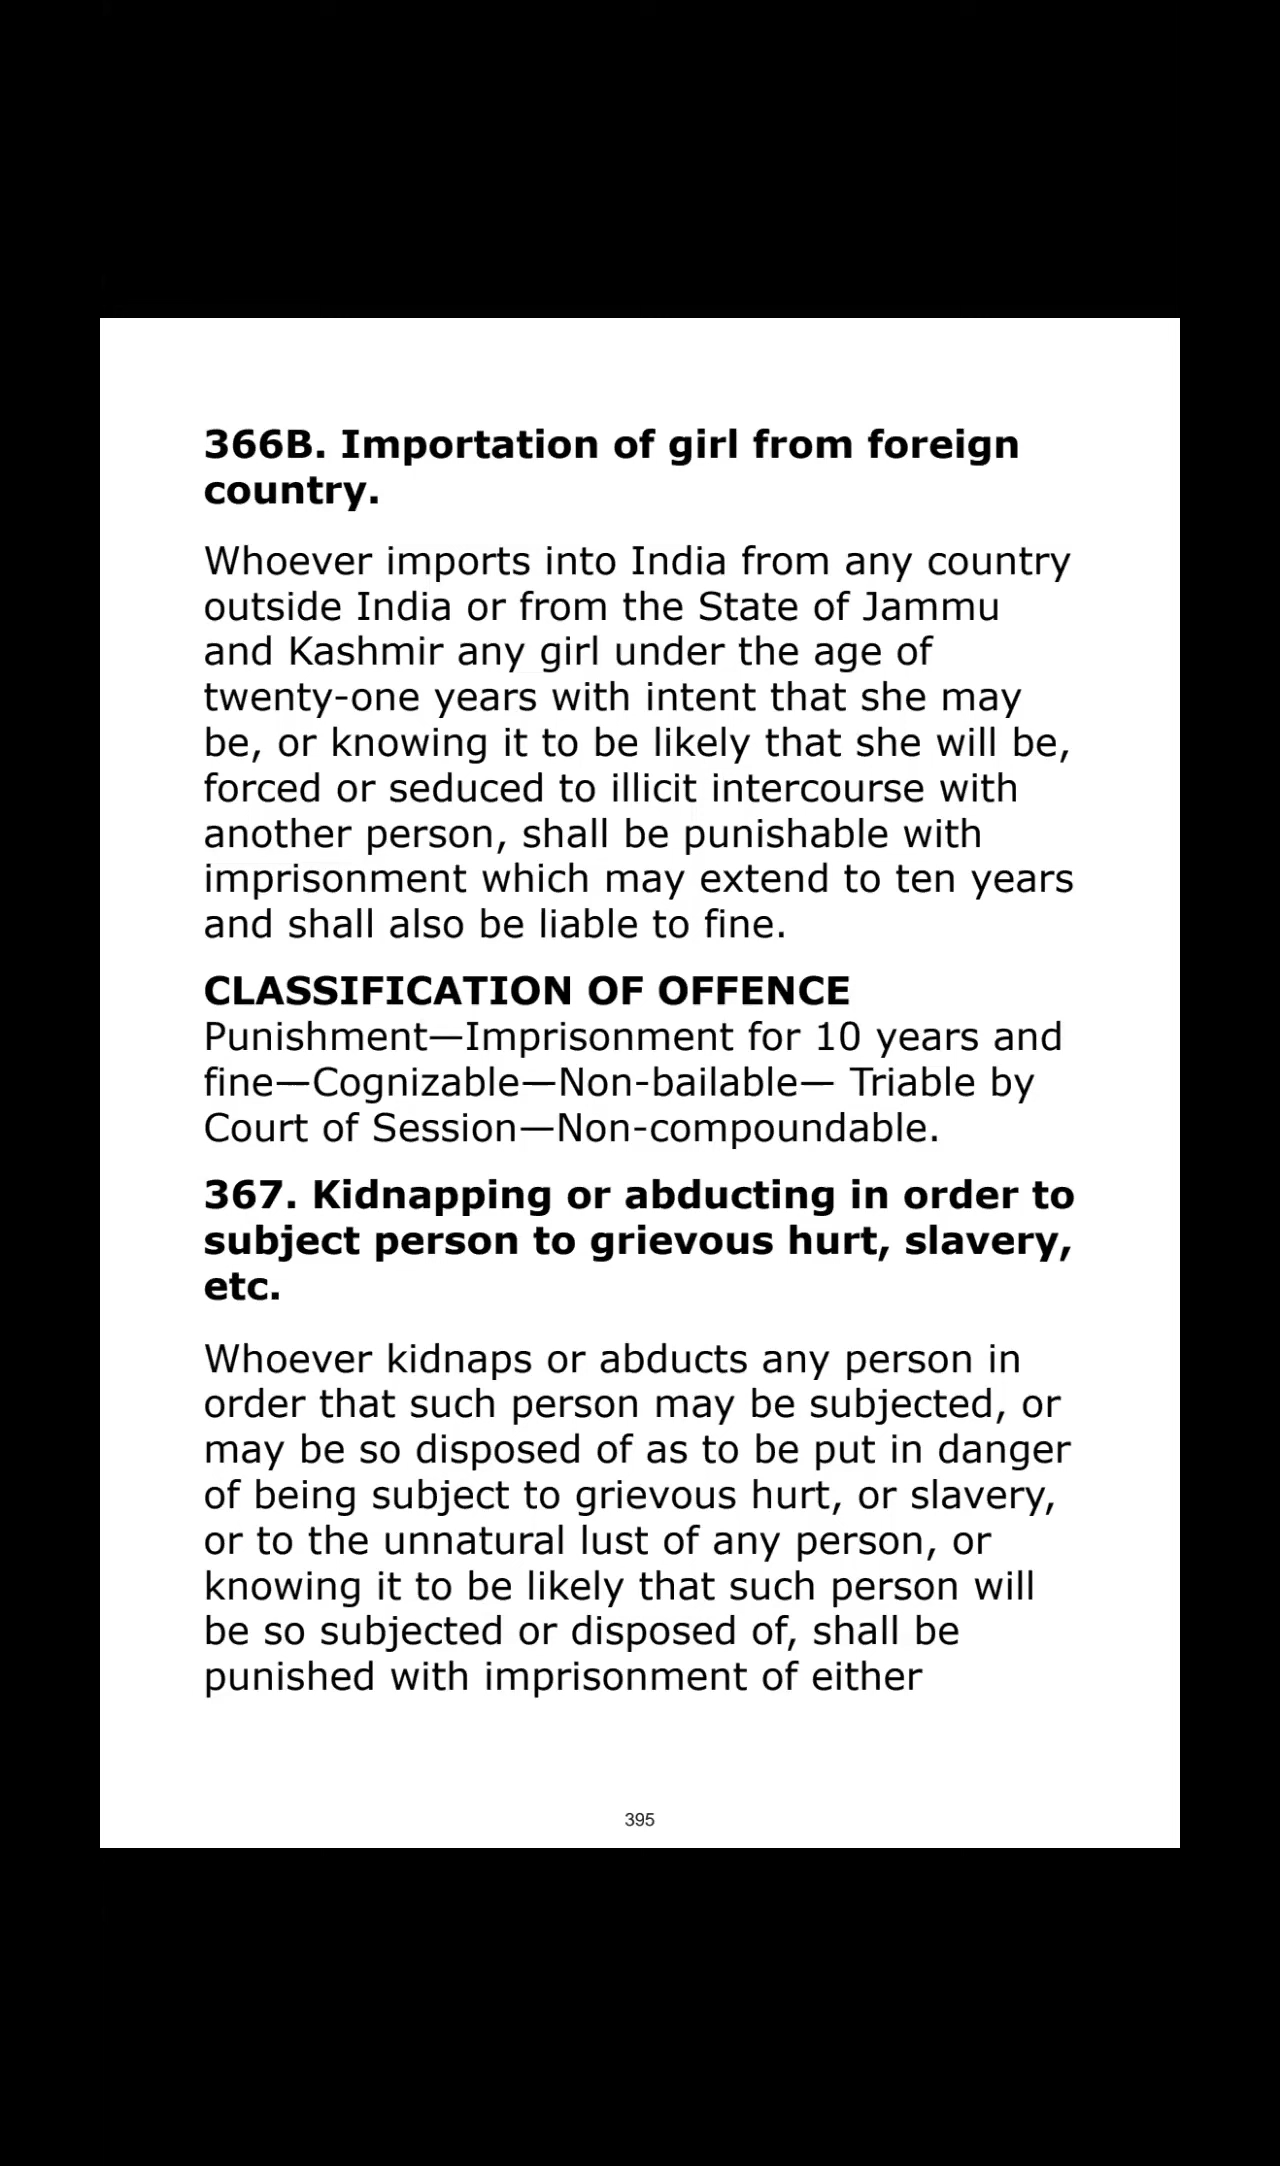 366B. Importation of girl from foreign
country.
Whoever imports into India from any country
outside India or from the State of Jammu
and Kashmir any girl under the age of
twenty-one years with intent that she may
be, or knowing it to be likely that she will be,
forced or seduced to illicit intercourse with
another person, shall be punishable with
imprisonment which may extend to ten years
and shall also be liable to fine.
CLASSIFICATION OF OFFENCE
Punishment—Imprisonment for 10 years and
fine—Cognizable—Non-bailable— Triable by
Court of Session—Non-compoundable.
367. Kidnapping or abducting in order to
subject person to grievous hurt, slavery,
etc.
Whoever kidnaps or abducts any person in
order that such person may be subjected, or
may be so disposed of as to be put in danger
of being subject to grievous hurt, or slavery,
or to the unnatural lust of any person, or
knowing it to be likely that such person will
be so subjected or disposed of, shall be
punished with imprisonment of either
395